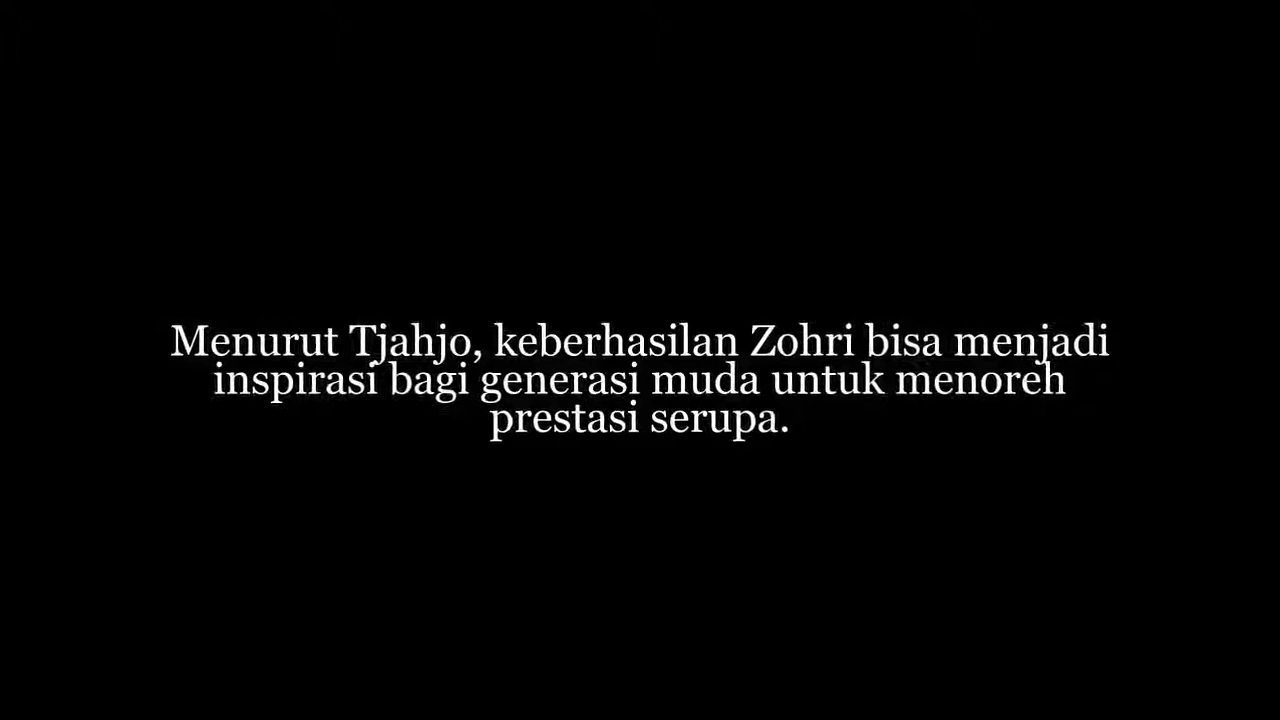 Menurut Tjahjo, keberhasilan Zohri bisa menjadi
inspirasi bagi generasi muda untuk menoreh
prestasi serupa.